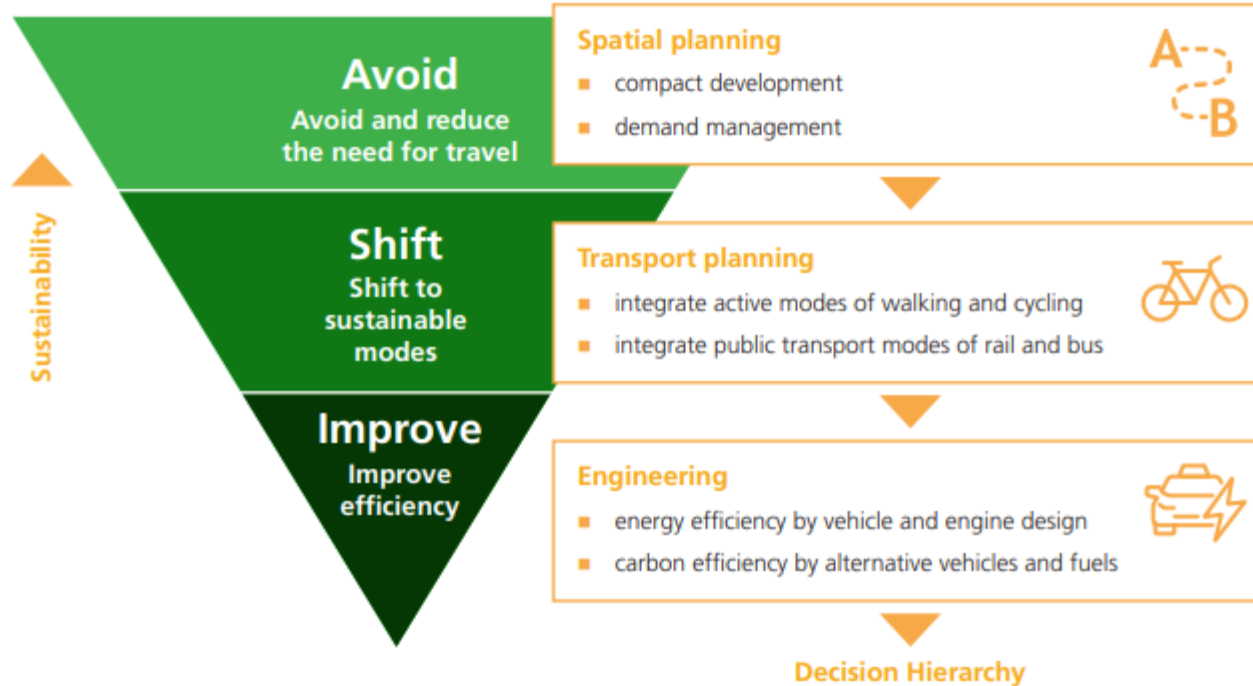 Avoid
Avoid and reduce
the need for travel
Spatial planning
compact development
demand management
A
B
Sustainability
Shift
Shift to
sustainable
modes
Transport planning
integrate active modes of walking and cycling
integrate public transport modes of rail and bus
Improve
Improve
efficiency
Engineering
energy efficiency by vehicle and engine design
carbon efficiency by alternative vehicles and fuels
Decision Hierarchy